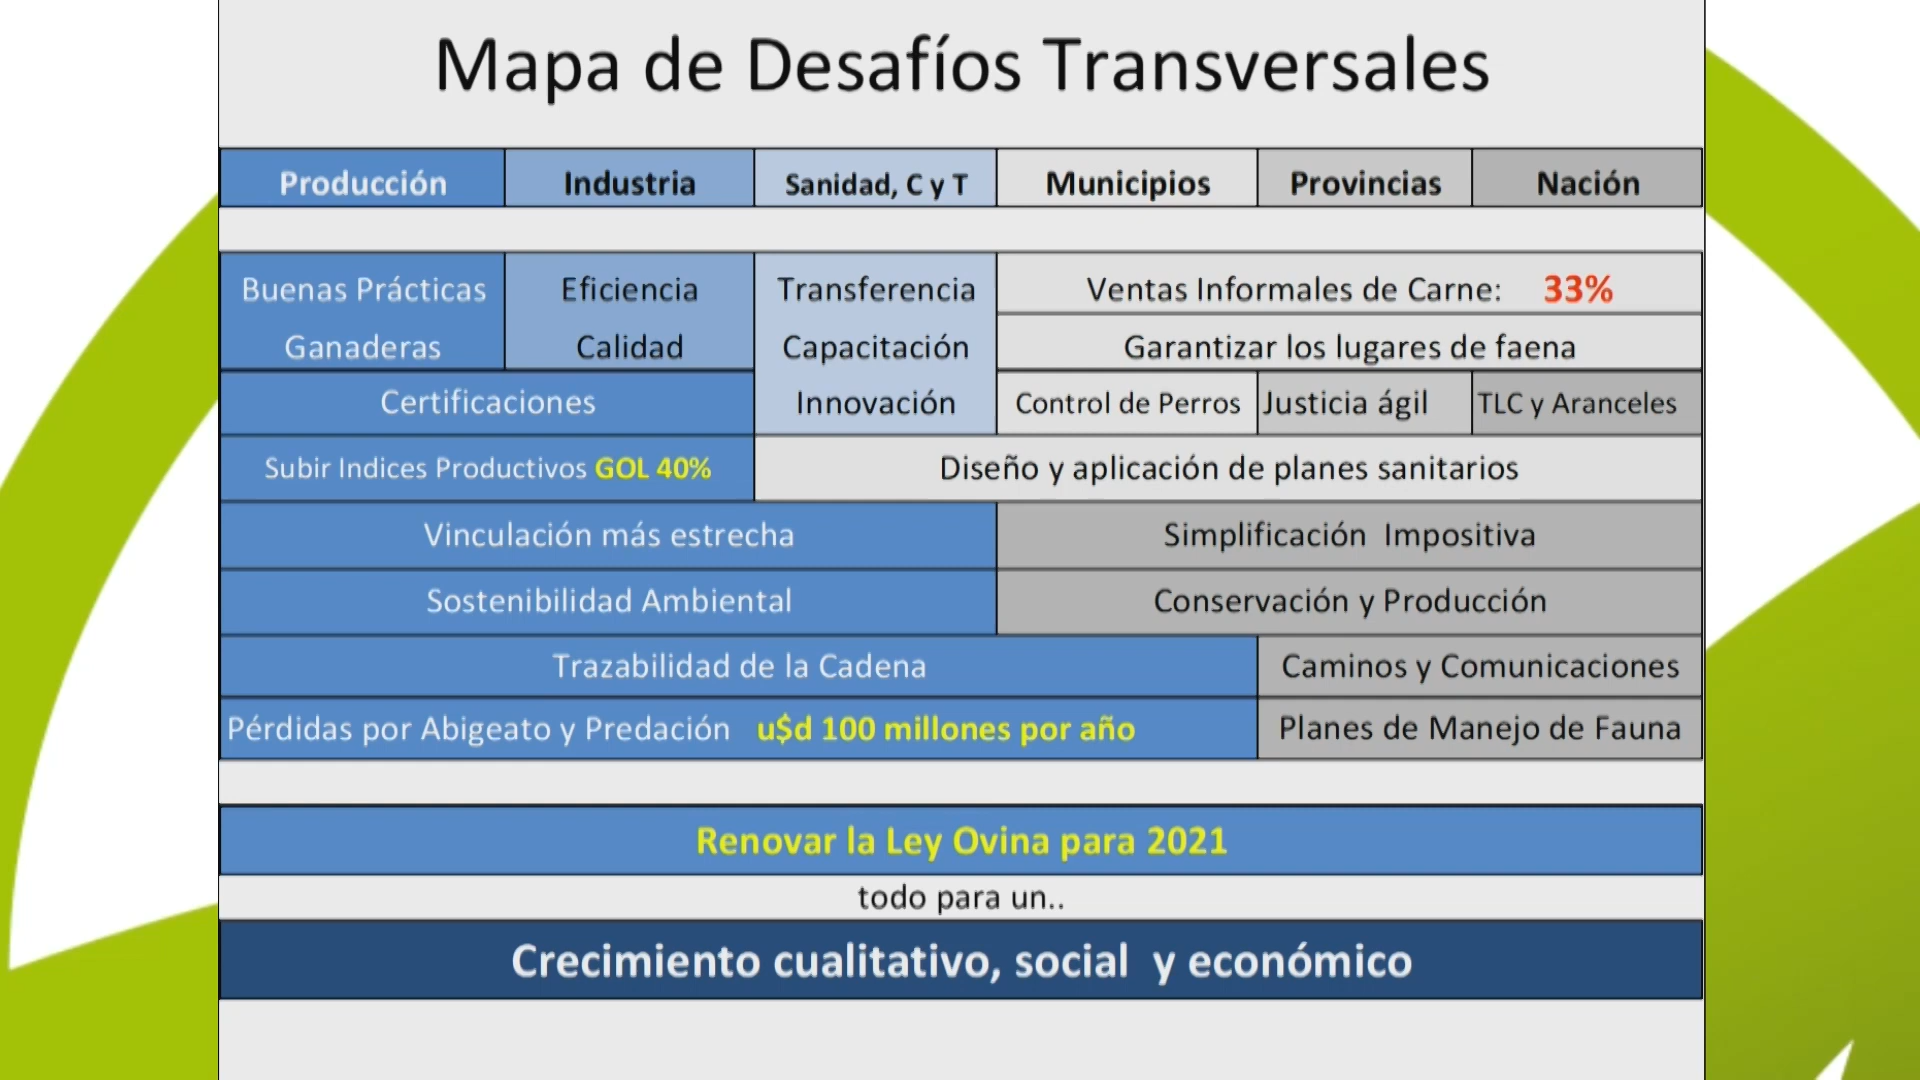 Mapa de Desafíos Transversales
Producción Industria Sanidad, C y T Municipios Provincias Nación
Buenas Prácticas Eficiencia Transferencia Ventas Informales de Carne: 33%
Ganaderas Calidad Capacitación Garantizar los lugares de faena
Certificaciones Innovación Control de Perros Justicia ágil TLC y Aranceles
Subir Indices Productivos GOL 40% Diseño y aplicación de planes sanitarios
Vinculación más estrecha Simplificación Impositiva
Sostenibilidad Ambiental Conservación y Producción
Trazabilidad de la Cadena Caminos y Comunicaciones
Pérdidas por Abigeato y Predación u$d 100 millones por año Planes de Manejo de Fauna
Renovar la Ley Ovina para 2021
todo para un..
Crecimiento cualitativo, social y económico